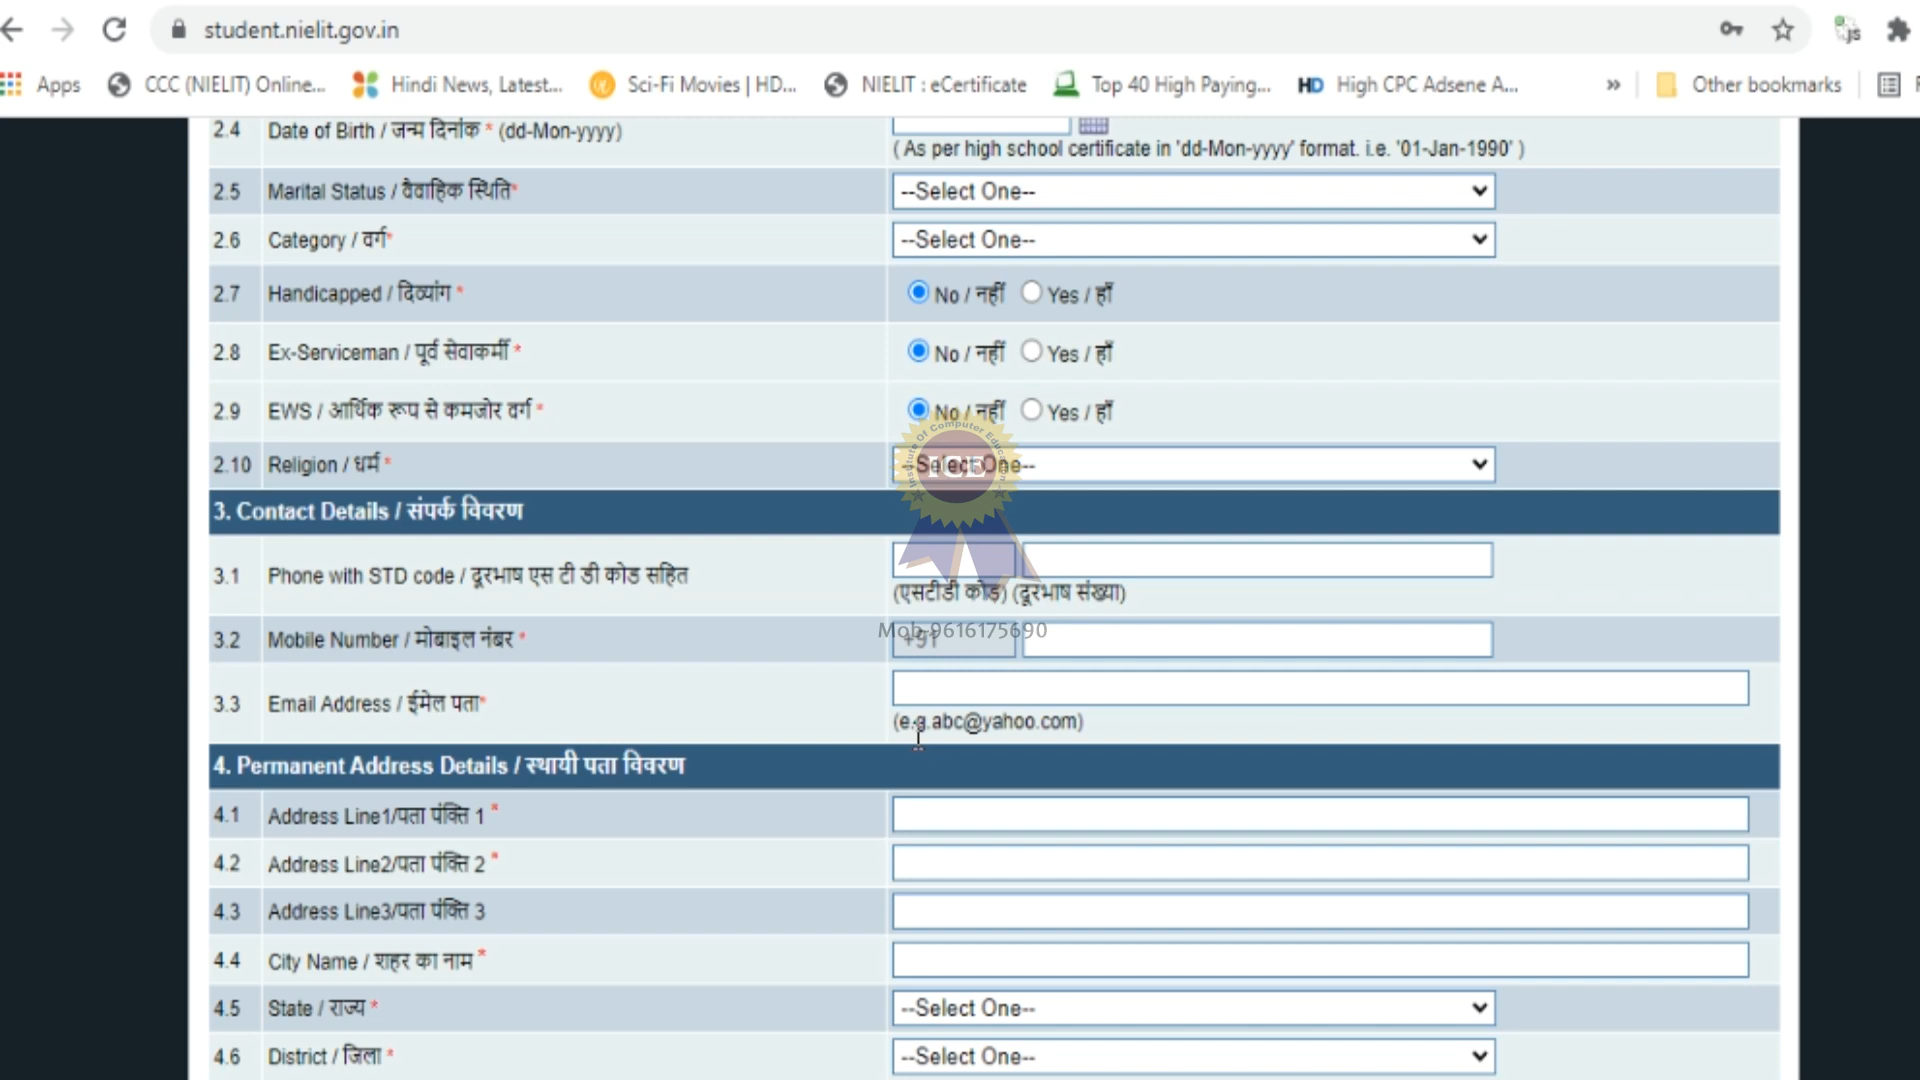 student.nielit.gov.in
Apps CCC (NIELIT) Online... Hindi News, Latest... Sci-Fi Movies | HD... NIELIT : eCertificate Top 40 High Paying... HD High CPC Adsene A... » Other bookmarks
2.4 Date of Birth / जन्म दिनांक * (dd-Mon-yyyy)
( As per high school certificate in 'dd-Mon-yyyy' format. i.e. '01-Jan-1990' )
2.5 Marital Status / वैवाहिक स्थिति* --Select One--
2.6 Category / वर्ग* --Select One--
2.7 Handicapped / दिव्यांग * No / नहीं Yes / हाँ
2.8 Ex-Serviceman / पूर्व सेवाकर्मी * No / नहीं Yes / हाँ
2.9 EWS / आर्थिक रूप से कमजोर वर्ग * No / नहीं Yes / हाँ
Institute Of Computer Education
ICE
2.10 Religion / धर्म * --Select One--
3. Contact Details / संपर्क विवरण
3.1 Phone with STD code / दूरभाष एस टी डी कोड सहित
(एसटीडी कोड) (दूरभाष संख्या)
3.2 Mobile Number / मोबाइल नंबर * +91
Mob-9616175690
3.3 Email Address / ईमेल पता*
(e.g.abc@yahoo.com)
4. Permanent Address Details / स्थायी पता विवरण
4.1 Address Line1/पता पंक्ति 1 *
4.2 Address Line2/पता पंक्ति 2 *
4.3 Address Line3/पता पंक्ति 3
4.4 City Name / शहर का नाम *
4.5 State / राज्य * --Select One--
4.6 District / जिला * --Select One--